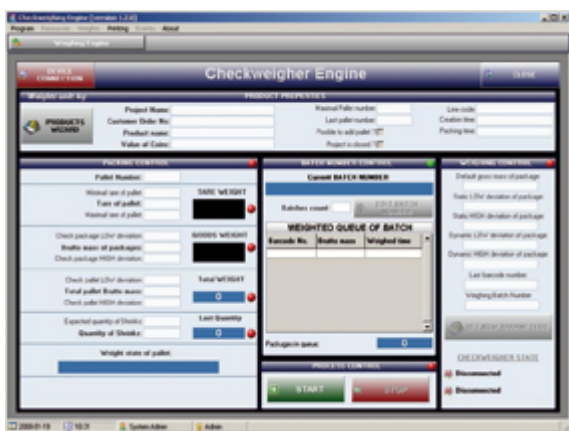 Checkweighing Engine [version 1.2.0]
Program Resources Weights Printing Events About
Weighing Engine
DEVICE CONNECTION
Checkweigher Engine
CLOSE
PRODUCT PROPERTIES
PRODUCTS WIZARD
Project Name:
Customer Order No:
Product name:
Value of Coins:
Maximal Pallet number:
Last pallet number:
Posible to add pallet
Project is closed
Line code:
Creation time:
Packing time:
PACKING CONTROL
Pallet Number:
Minimal tare of pallet:
Tare of pallet:
Maximal tare of pallet:
TARE WEIGHT
Check package LOW deviation:
Brutto mass of packages:
Check package HIGH deviation:
GOODS WEIGHT
Check pallet LOW deviation:
Total pallet Brutto mass:
Check pallet HIGH deviation:
Total WEIGHT
0
Expected quantity of Shrinks:
Quantity of Shrinks:
Last Quantity
0
Weight state of pallet:
BATCH NUMBER CONTROL
Current BATCH NUMBER
Batches count:
WEIGHTED QUEUE OF BATCH
Barcode No. Brutto mass Weighted time
Packages in queue:
0
PROCESS CONTROL
START
STOP
WEIGHING CONTROL
Default gross mass of package
Static LOW deviation of package
Static HIGH deviation of package
Dynamic LOW deviation of package
Dynamic HIGH deviation of package
Last barcode number
Weighing Batch Number
CHECKWEIGHER STATE
Disconnected
Disconnected
2008-01-19 10:31 System Admin Admin